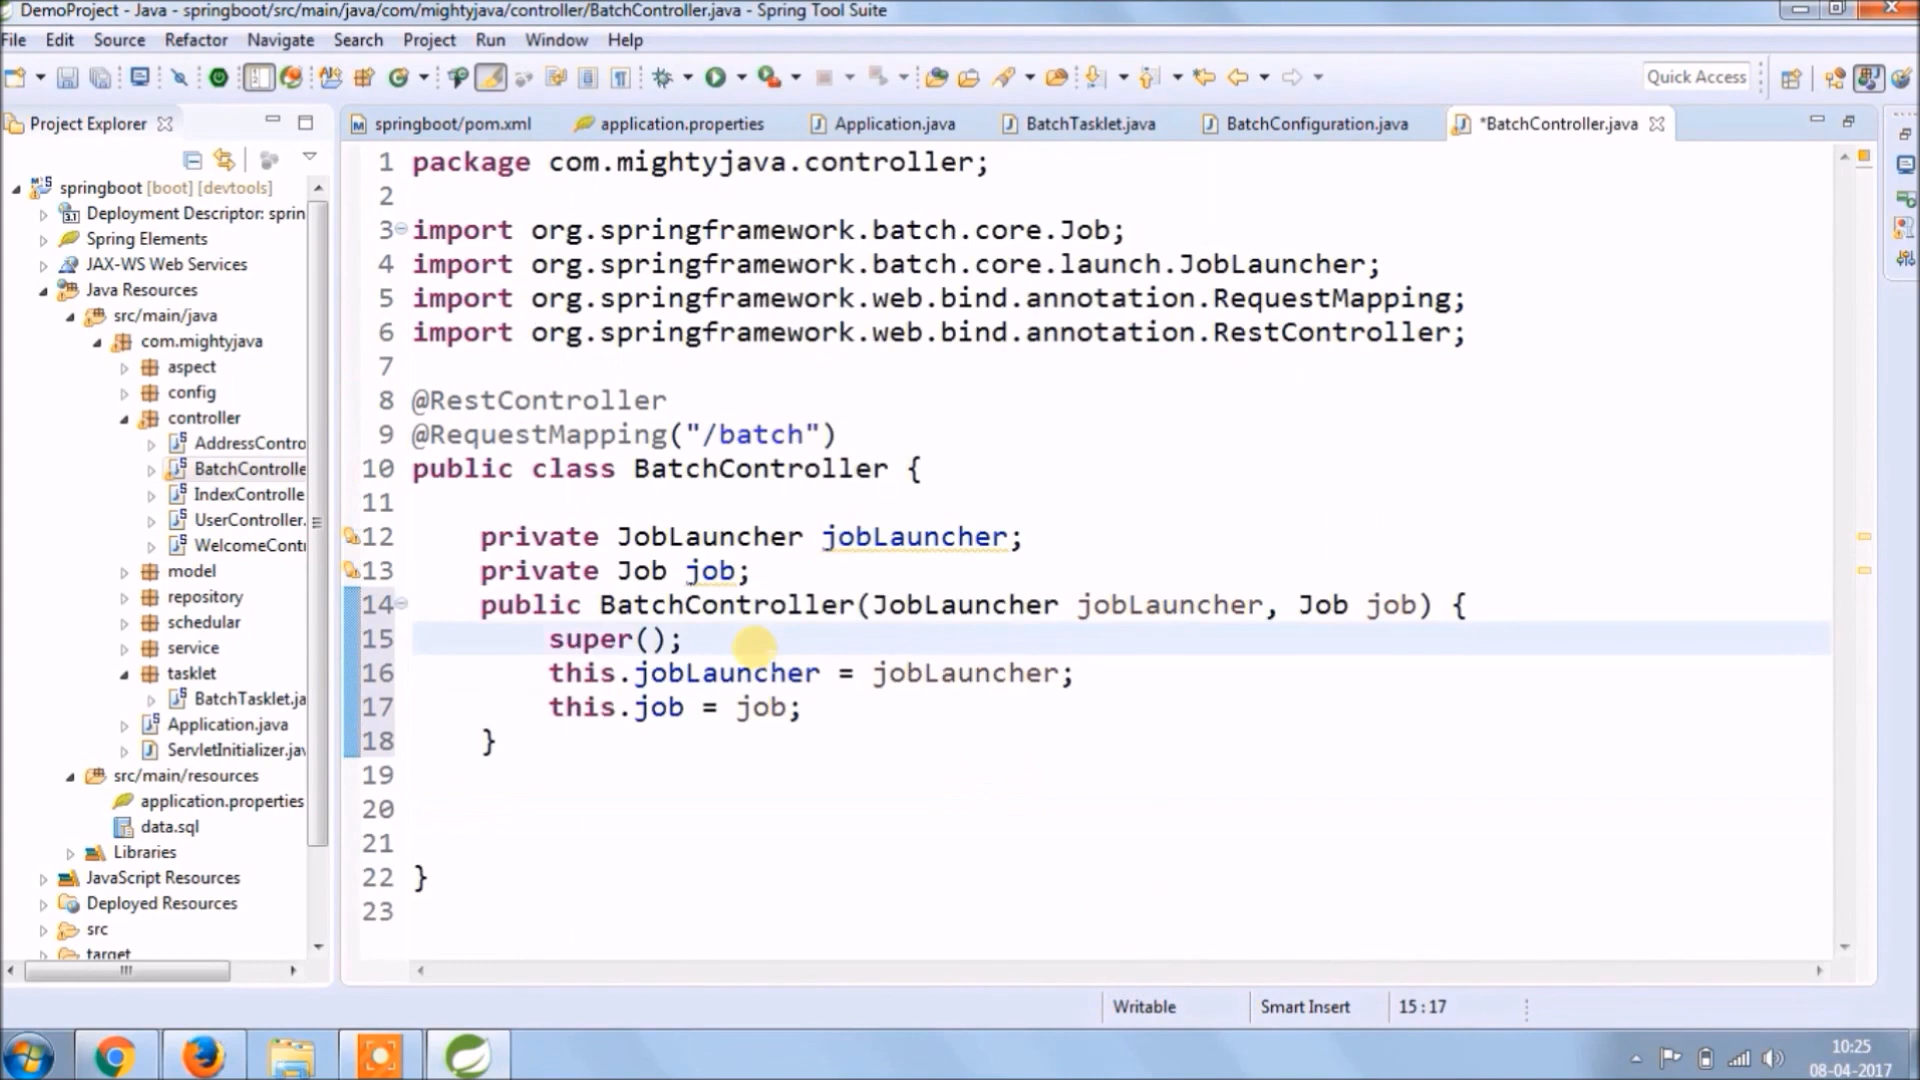 DemoProject - Java - springboot/src/main/java/com/mightyjava/controller/BatchController.java - Spring Tool Suite
File Edit Source Refactor Navigate Search Project Run Window Help
Quick Access
Project Explorer
springboot/pom.xml application.properties Application.java BatchTasklet.java BatchConfiguration.java *BatchController.java
springboot [boot] [devtools]
Deployment Descriptor: sprin
Spring Elements
JAX-WS Web Services
Java Resources
src/main/java
com.mightyjava
aspect
config
controller
AddressContro
BatchControlle
IndexControlle
UserController.
WelcomeConti
model
repository
schedular
service
tasklet
BatchTasklet.ja
Application.java
ServletInitializer.jav
src/main/resources
application.properties
data.sql
Libraries
JavaScript Resources
Deployed Resources
src
target
1 package com.mightyjava.controller;
2
3 import org.springframework.batch.core.Job;
4 import org.springframework.batch.core.launch.JobLauncher;
5 import org.springframework.web.bind.annotation.RequestMapping;
6 import org.springframework.web.bind.annotation.RestController;
7
8 @RestController
9 @RequestMapping("/batch")
10 public class BatchController {
11
12 private JobLauncher jobLauncher;
13 private Job job;
14 public BatchController(JobLauncher jobLauncher, Job job) {
15 super();
16 this.jobLauncher = jobLauncher;
17 this.job = job;
18 }
19
20
21
22 }
23
Writable Smart Insert 15:17
10:25
08-04-2017